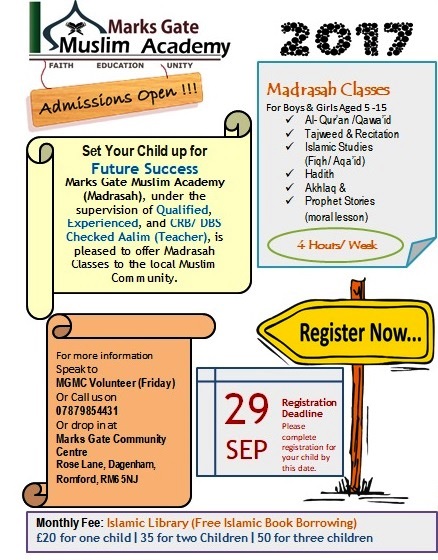 Marks Gate
Muslim Academy
FAITH EDUCATION UNITY
Admissions Open !!!
2017
Madrasah Classes
For Boys & Girls Aged 5 -15
✓ Al- Qur'an /Qawa'id
✓ Tajweed & Recitation
✓ Islamic Studies
(Fiqh/ Aqa'id)
✓ Hadith
✓ Akhlaq &
✓ Prophet Stories
(moral lesson)
4 Hours/ Week
Set Your Child up for
Future Success
Marks Gate Muslim Academy
(Madrasah), under the
supervision of Qualified,
Experienced, and CRB/ DBS
Checked Aalim (Teacher), is
pleased to offer Madrasah
Classes to the local Muslim
Community.
Register Now...
For more information
Speak to
MGMC Volunteer (Friday)
Or Call us on
07879854431
Or drop in at
Marks Gate Community
Centre
Rose Lane, Dagenham,
Romford, RM6 5NJ
29
SEP
Registration
Deadline
Please
complete
registration for
your child by
this date.
Monthly Fee: Islamic Library (Free Islamic Book Borrowing)
£20 for one child | 35 for two Children | 50 for three children